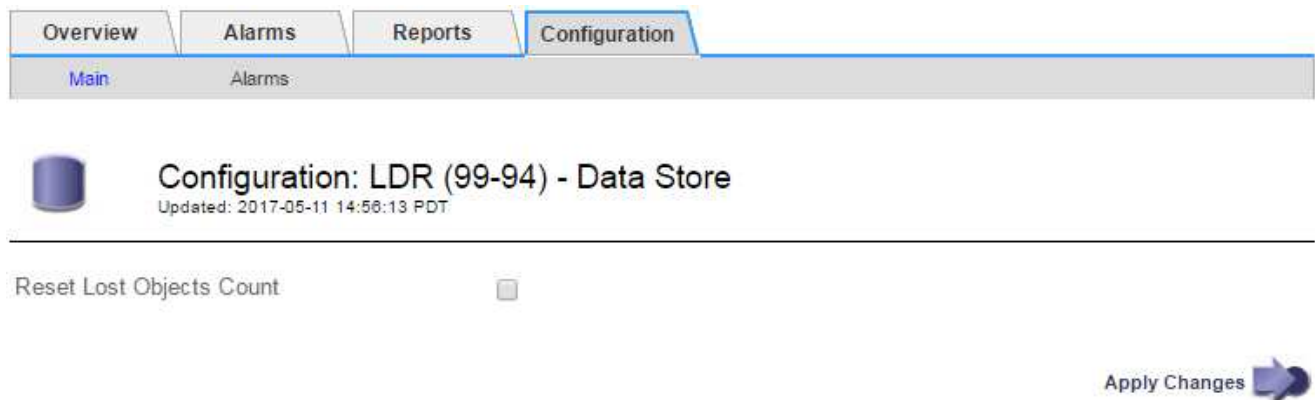 Overview Alarms Reports Configuration
Main Alarms
Configuration: LDR (99-94) - Data Store
Updated: 2017-05-11 14:56:13 PDT
Reset Lost Objects Count
Apply Changes